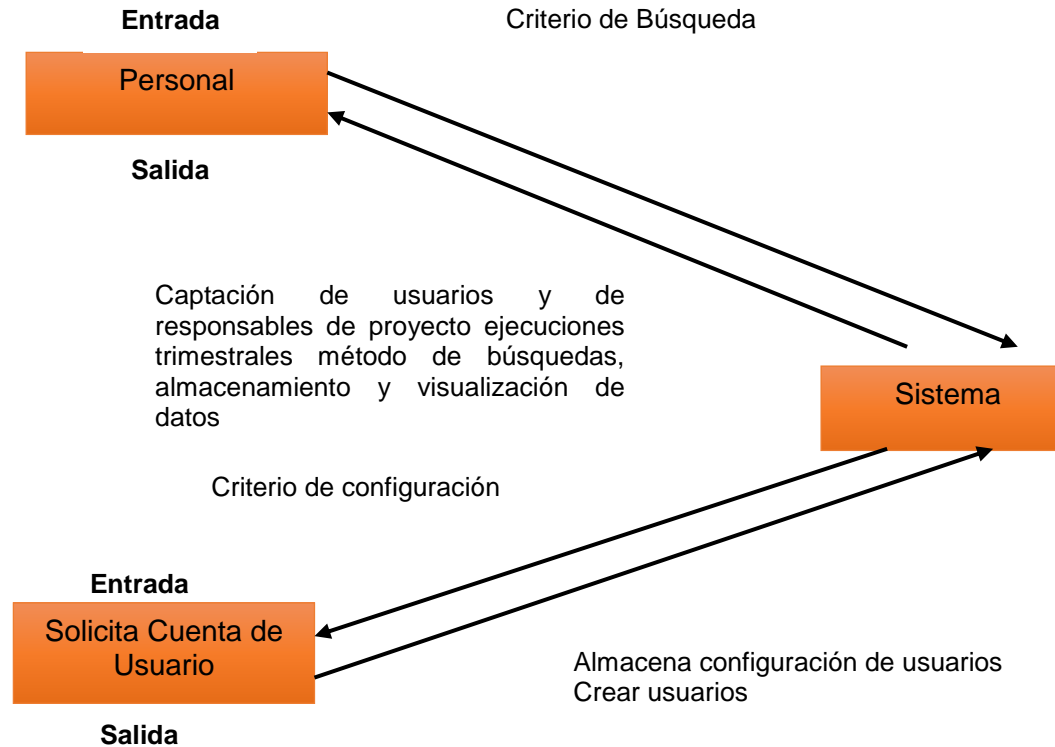 Entrada
Criterio de Búsqueda
Personal
Salida
Captación de usuarios y de
responsables de proyecto ejecuciones
trimestrales método de búsquedas,
almacenamiento y visualización de
datos
Sistema
Criterio de configuración
Entrada
Solicita Cuenta de
Usuario
Almacena configuración de usuarios
Crear usuarios
Salida